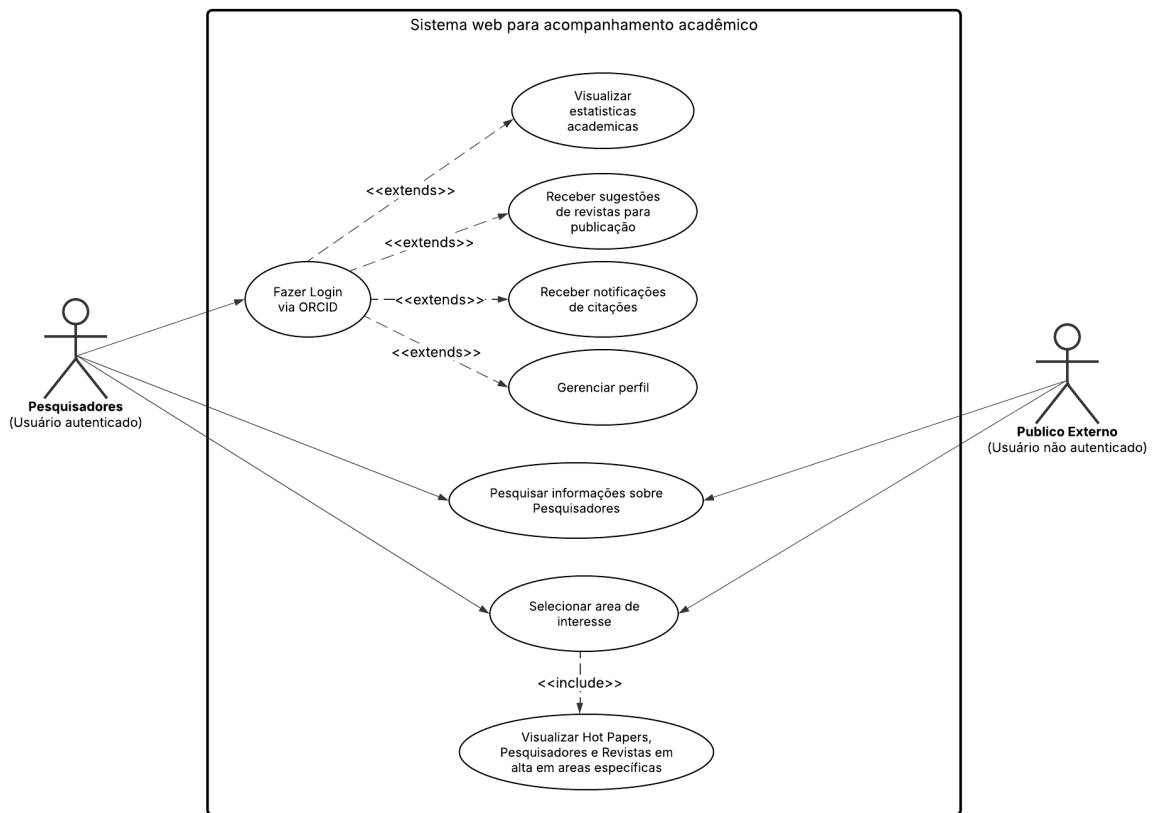 Sistema web para acompanhamento acadêmico
Visualizar
estatisticas
academicas
<<extends>>
Receber sugestões
de revistas para
publicação
<<extends>>
Fazer Login
via ORCID
<<extends>>
Receber notificações
de citações
<<extends>>
Gerenciar perfil
Pesquisadores
(Usuário autenticado)
Publico Externo
(Usuário não autenticado)
Pesquisar informações sobre
Pesquisadores
Selecionar area de
interesse
<<include>>
Visualizar Hot Papers,
Pesquisadores e Revistas em
alta em areas específicas